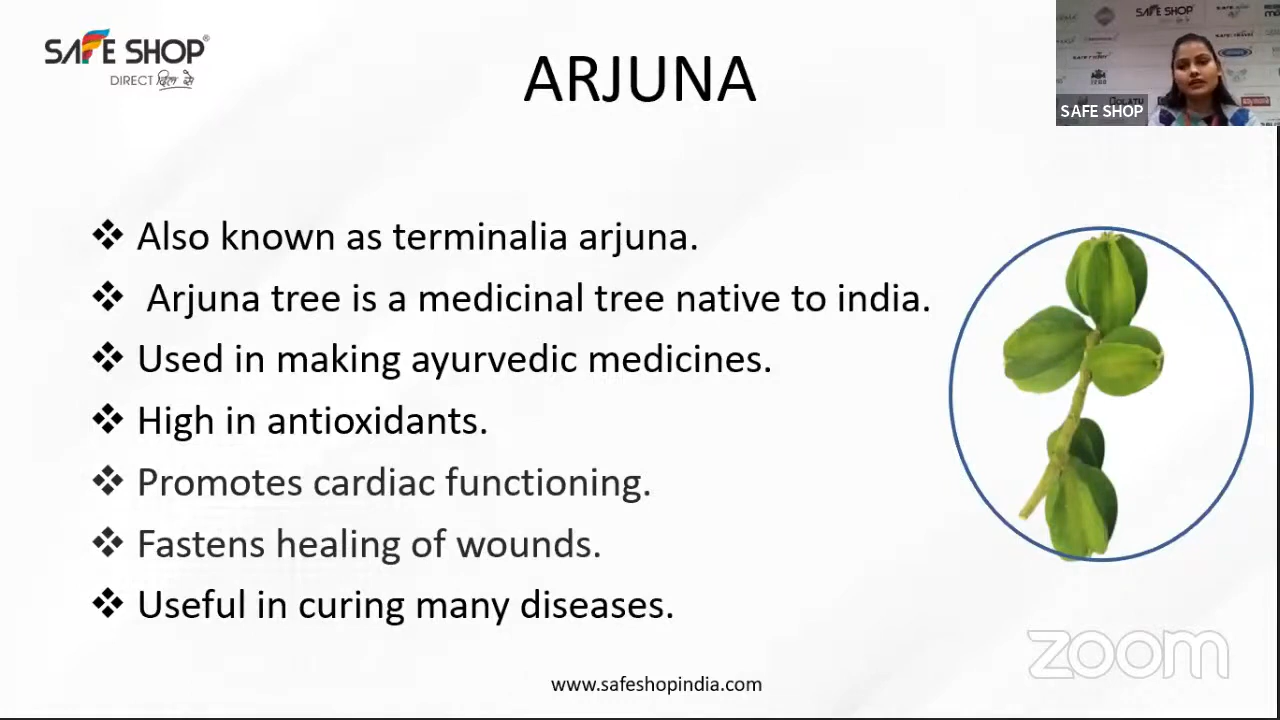 SAFE SHOP®
DIRECT दिल से
ARJUNA
SAFE SHOP
SAFE SHOP
❖ Also known as terminalia arjuna.
❖ Arjuna tree is a medicinal tree native to india.
❖ Used in making ayurvedic medicines.
❖ High in antioxidants.
❖ Promotes cardiac functioning.
❖ Fastens healing of wounds.
❖ Useful in curing many diseases.
zoom
www.safeshopindia.com